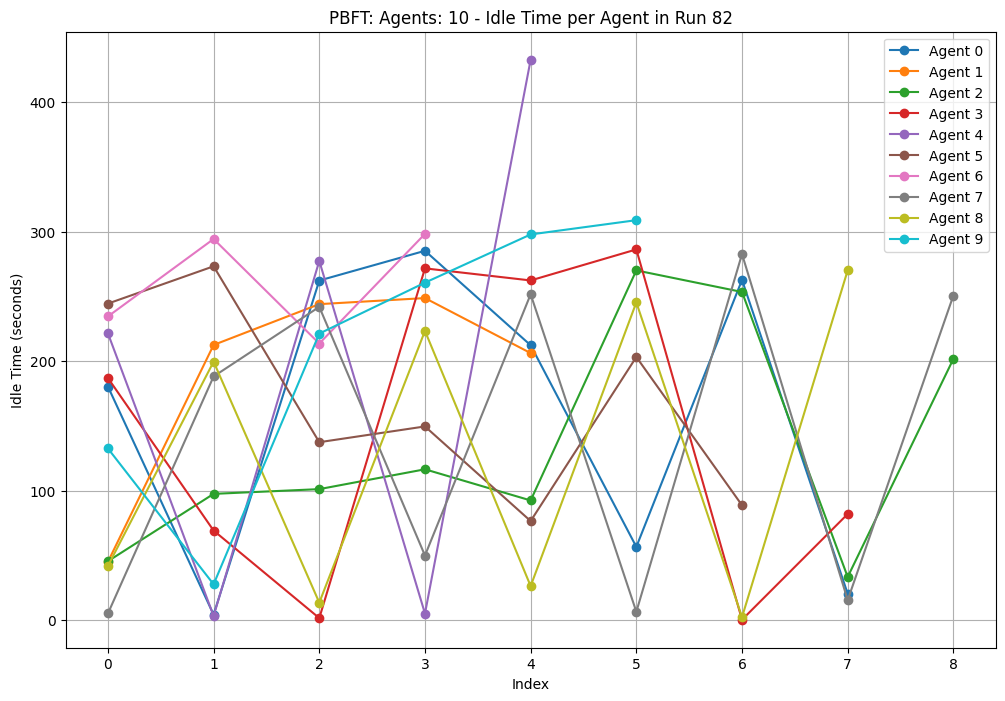 PBFT: Agents: 10 - Idle Time per Agent in Run 82
Idle Time (seconds)
400
300
200
100
0
0 1 2 3 4 5 6 7 8
Index
Agent 0
Agent 1
Agent 2
Agent 3
Agent 4
Agent 5
Agent 6
Agent 7
Agent 8
Agent 9